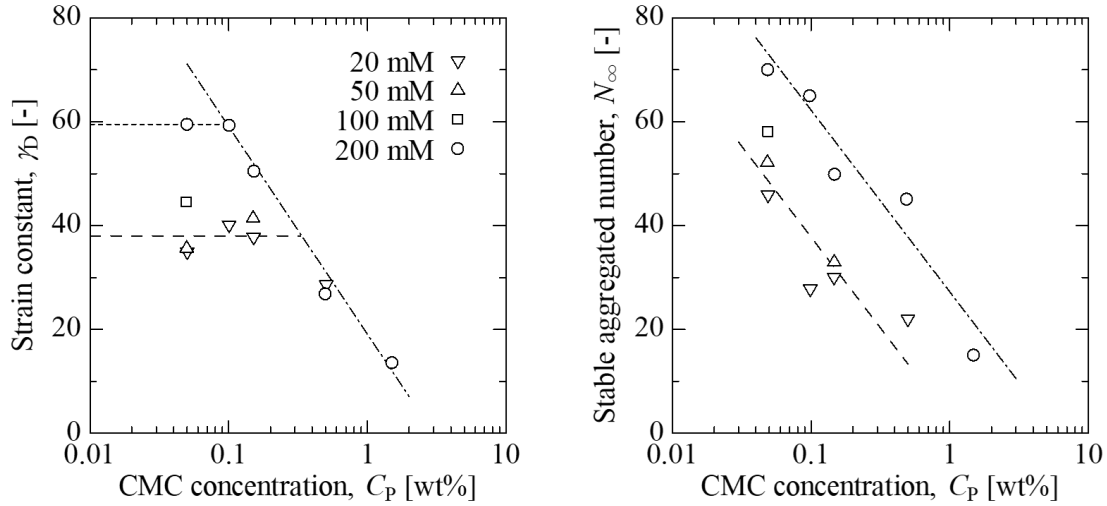 80
60
40
20
0
0.01
0.1
1
10
Strain constant, γD [-]
CMC concentration, CP [wt%]
20 mM
50 mM
100 mM
200 mM
80
60
40
20
0
0.01
0.1
1
10
Stable aggregated number, N∞ [-]
CMC concentration, CP [wt%]